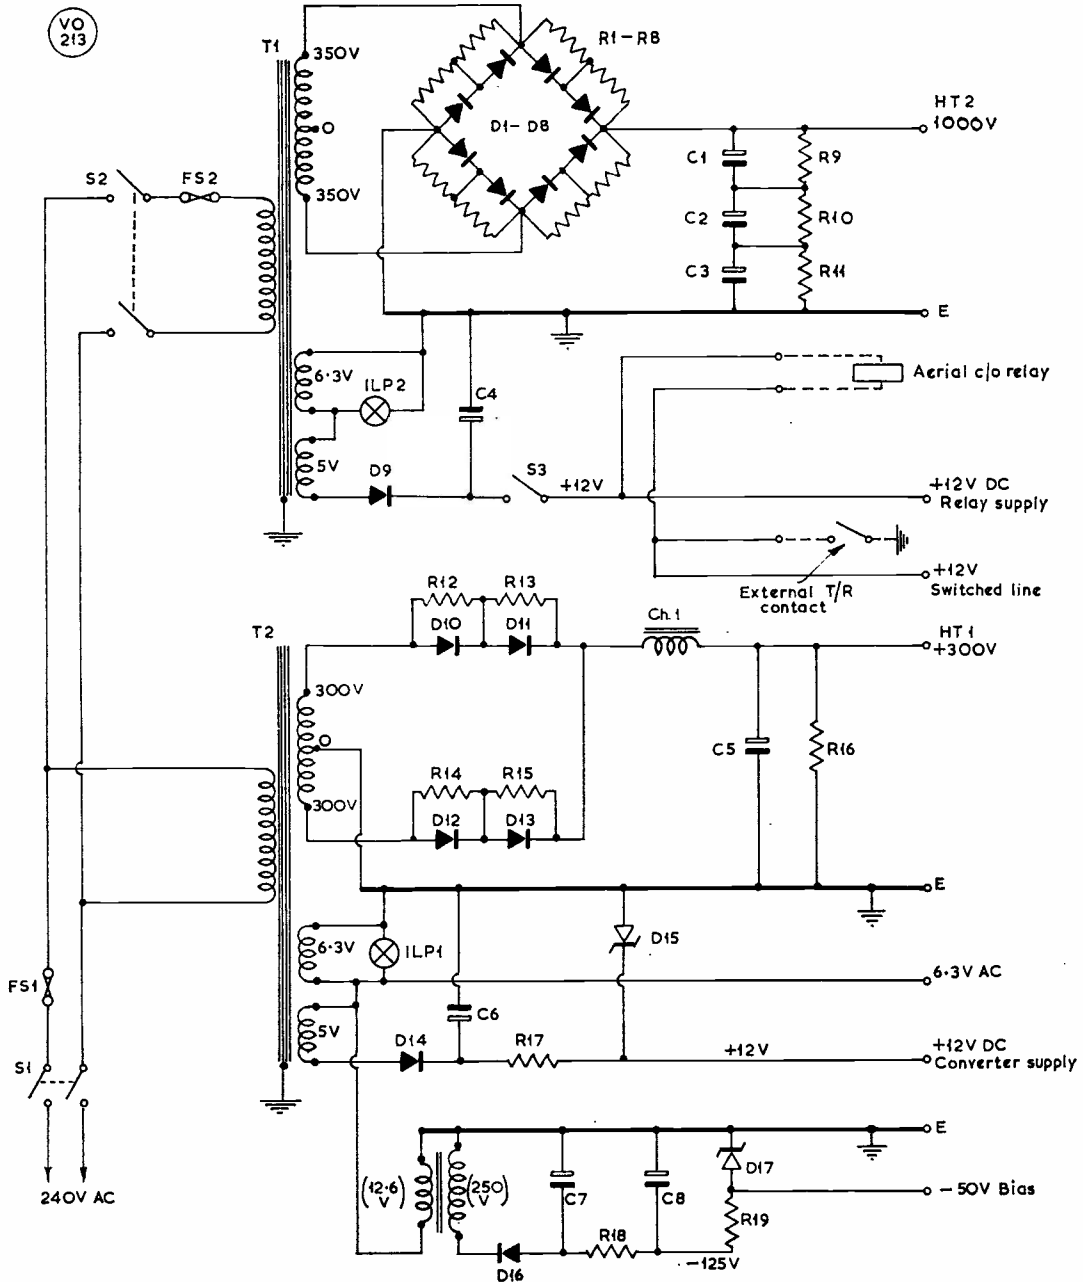 VO
213
T1
350V
O
350V
R1-R8
D1-D8
HT2
1000V
S2
FS2
C1
R9
C2
R10
C3
R11
E
6·3V
ILP2
C4
Aerial c/o relay
5V
D9
S3
+12V
+12V DC
Relay supply
External T/R
contact
+12V
Switched line
T2
R12
R13
D10
D11
Ch.1
HT1
+300V
300V
O
300V
R14
R15
D12
D13
C5
R16
E
6·3V
ILP1
D15
6·3V AC
FS1
5V
C6
D14
R17
+12V
+12V DC
Converter supply
S1
E
240V AC
(12·6)
V
(250)
V
C7
C8
D17
-50V Bias
R19
R18
D16
-125V